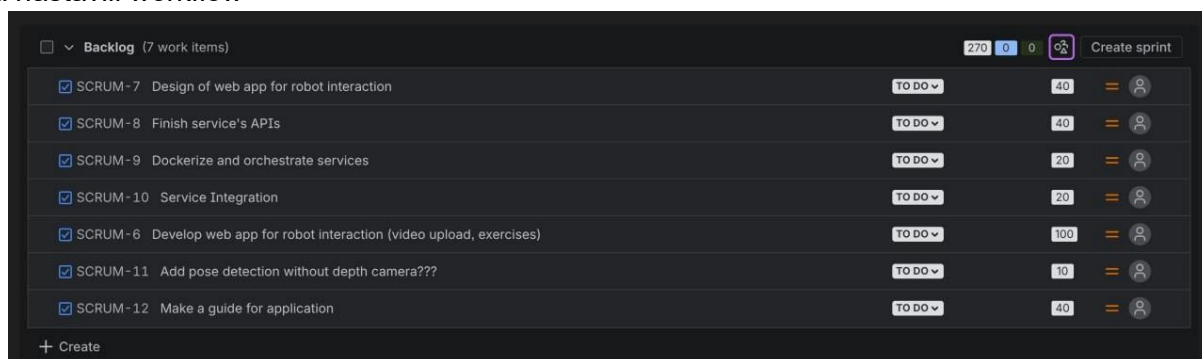 Backlog (7 work items) 270 0 0 Create sprint
SCRUM-7 Design of web app for robot interaction TO DO 40
SCRUM-8 Finish service's APIs TO DO 40
SCRUM-9 Dockerize and orchestrate services TO DO 20
SCRUM-10 Service Integration TO DO 20
SCRUM-6 Develop web app for robot interaction (video upload, exercises) TO DO 100
SCRUM-11 Add pose detection without depth camera??? TO DO 10
SCRUM-12 Make a guide for application TO DO 40
+ Create